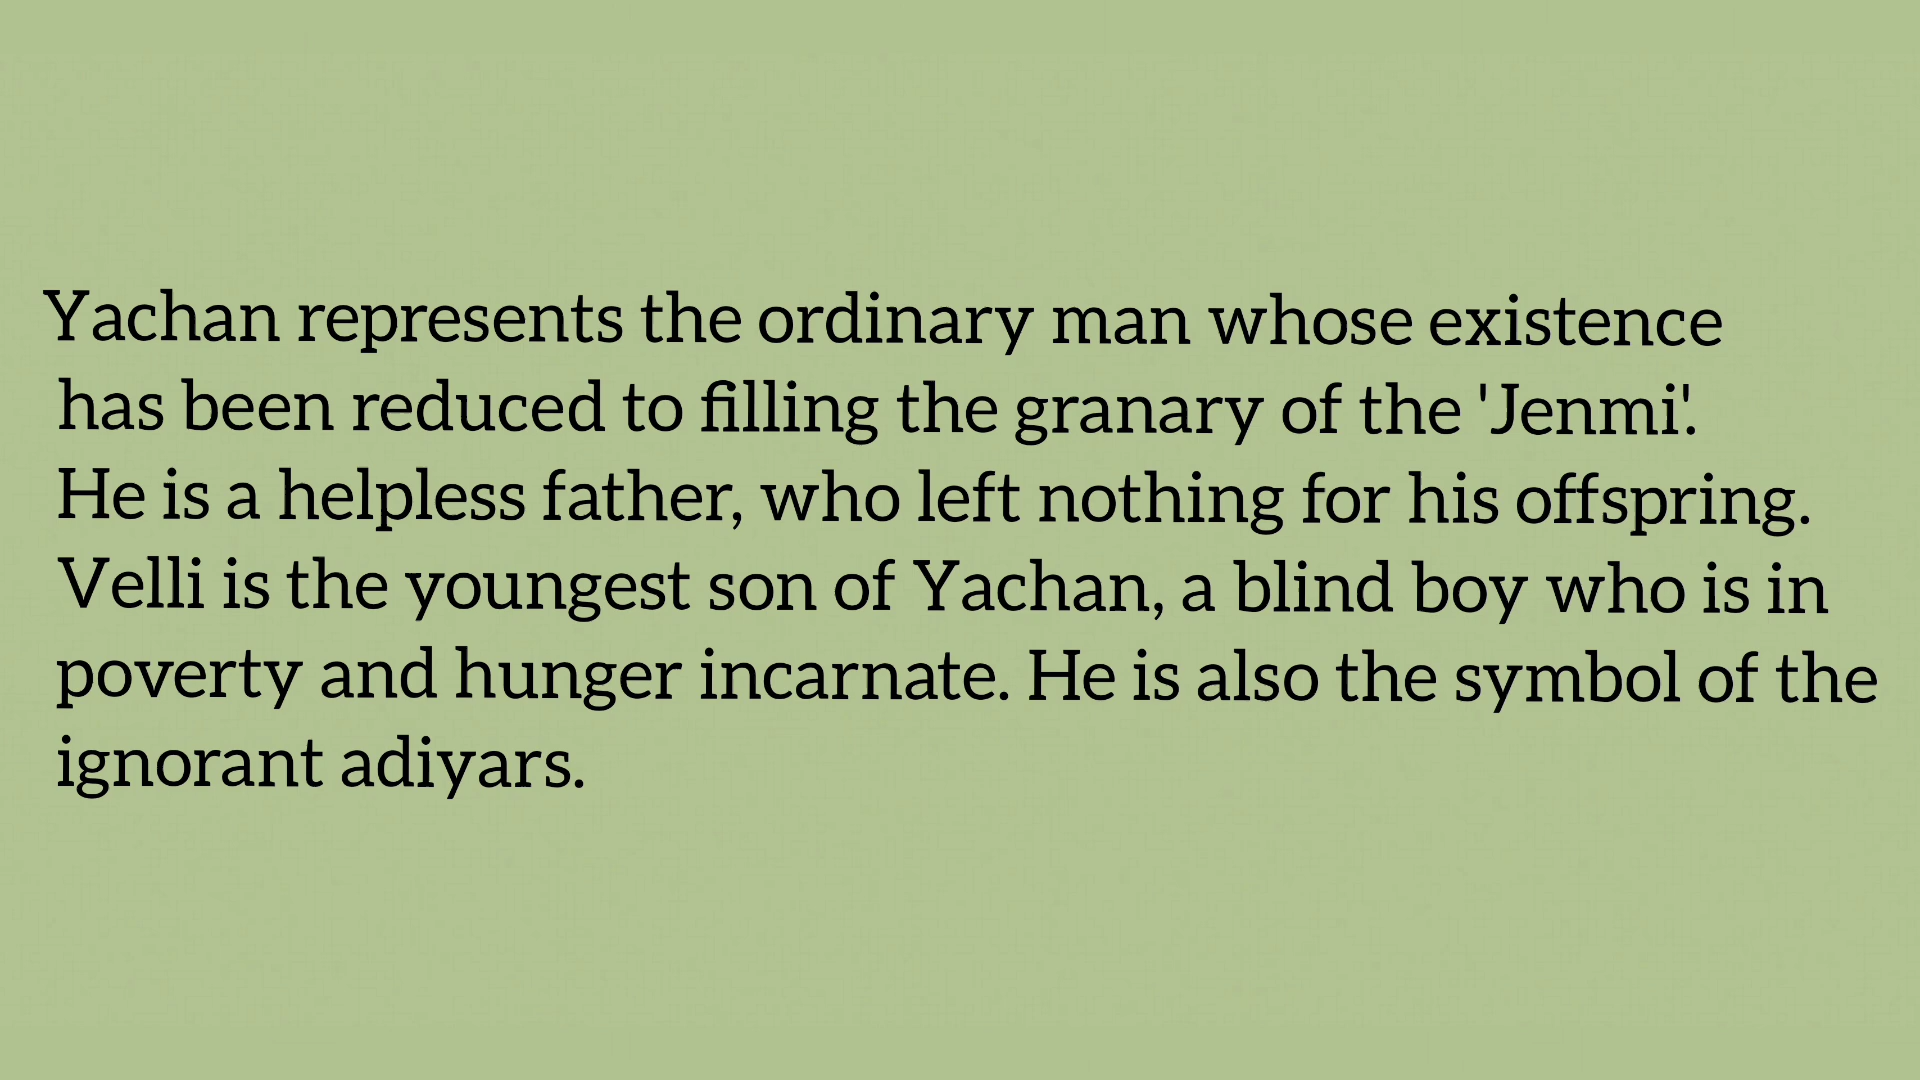 Yachan represents the ordinary man whose existence
has been reduced to filling the granary of the 'Jenmi'.
He is a helpless father, who left nothing for his offspring.
Velli is the youngest son of Yachan, a blind boy who is in
poverty and hunger incarnate. He is also the symbol of the
ignorant adiyars.